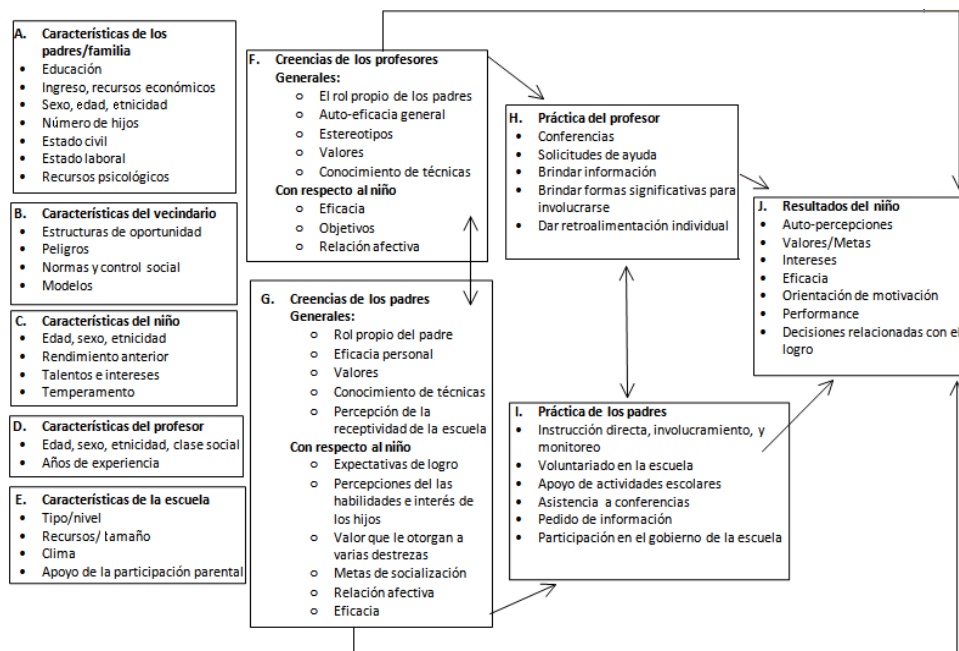 A. Características de los
padres/familia
• Educación
• Ingreso, recursos económicos
• Sexo, edad, etnicidad
• Número de hijos
• Estado civil
• Estado laboral
• Recursos psicológicos
B. Características del vecindario
• Estructuras de oportunidad
• Peligros
• Normas y control social
• Modelos
C. Características del niño
• Edad, sexo, etnicidad
• Rendimiento anterior
• Talentos e intereses
• Temperamento
D. Características del profesor
• Edad, sexo, etnicidad, clase social
• Años de experiencia
E. Características de la escuela
• Tipo/nivel
• Recursos/ tamaño
• Clima
• Apoyo de la participación parental
F. Creencias de los profesores
Generales:
o El rol propio de los padres
o Auto-eficacia general
o Estereotipos
o Valores
o Conocimiento de técnicas
Con respecto al niño
o Eficacia
o Objetivos
o Relación afectiva
G. Creencias de los padres
Generales:
o Rol propio del padre
o Eficacia personal
o Valores
o Conocimiento de técnicas
o Percepción de la
receptividad de la escuela
Con respecto al niño
o Expectativas de logro
o Percepciones del las
habilidades e interés de
los hijos
o Valor que le otorgan a
varias destrezas
o Metas de socialización
o Relación afectiva
o Eficacia
H. Práctica del profesor
• Conferencias
• Solicitudes de ayuda
• Brindar información
• Brindar formas significativas para
involucrarse
• Dar retroalimentación individual
I. Práctica de los padres
• Instrucción directa, involucramiento, y
monitoreo
• Voluntariado en la escuela
• Apoyo de actividades escolares
• Asistencia a conferencias
• Pedido de información
• Participación en el gobierno de la escuela
J. Resultados del niño
• Auto-percepciones
• Valores/Metas
• Intereses
• Eficacia
• Orientación de motivación
• Performance
• Decisiones relacionadas con el
logro